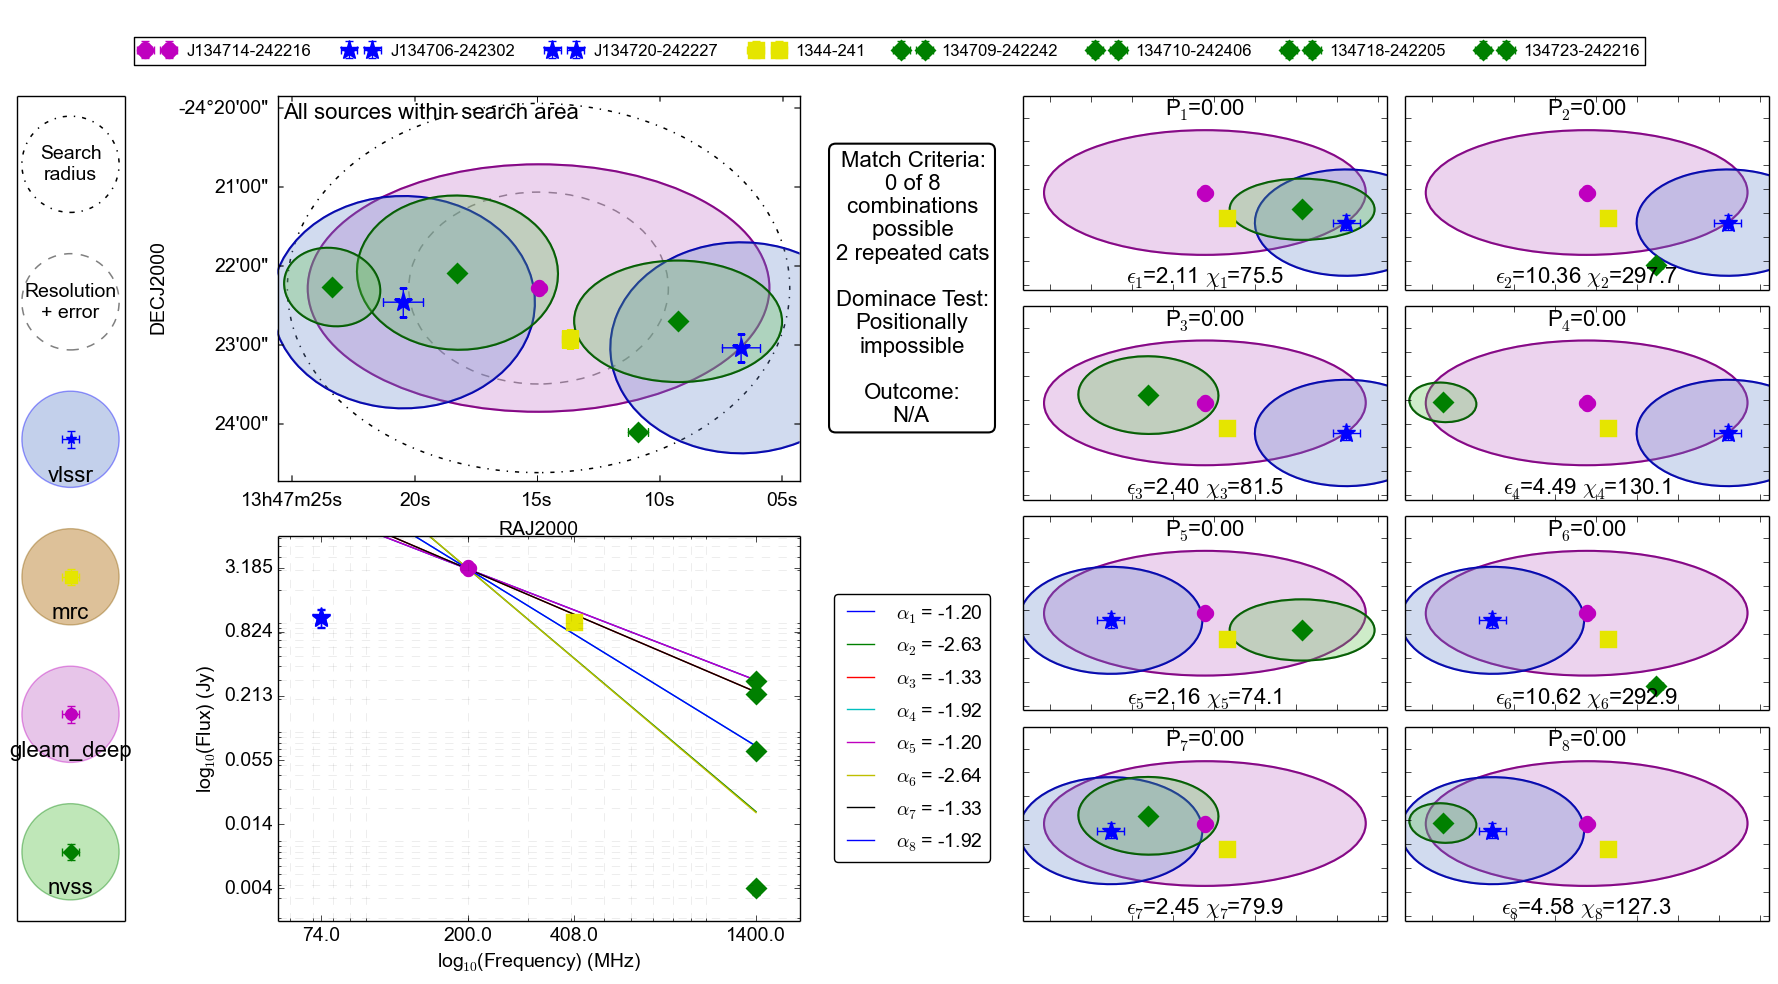 J134714-242216 J134706-242302 J134720-242227 1344-241 134709-242242 134710-242406 134718-242205 134723-242216
Search
radius
Resolution
+ error
vlssr
mrc
gleam_deep
nvss
All sources within search area
DECJ2000
-24°20'00"
21'00"
22'00"
23'00"
24'00"
13h47m25s 20s 15s 10s 05s
RAJ2000
log₁₀(Flux) (Jy)
3.185
0.824
0.213
0.055
0.014
0.004
74.0 200.0 408.0 1400.0
log₁₀(Frequency) (MHz)
Match Criteria:
0 of 8
combinations
possible
2 repeated cats
Dominace Test:
Positionally
impossible
Outcome:
N/A
α₁ = -1.20
α₂ = -2.63
α₃ = -1.33
α₄ = -1.92
α₅ = -1.20
α₆ = -2.64
α₇ = -1.33
α₈ = -1.92
P₁=0.00
ϵ₁=2.11 χ₁=75.5
P₂=0.00
ϵ₂=10.36 χ₂=297.7
P₃=0.00
ϵ₃=2.40 χ₃=81.5
P₄=0.00
ϵ₄=4.49 χ₄=130.1
P₅=0.00
ϵ₅=2.16 χ₅=74.1
P₆=0.00
ϵ₆=10.62 χ₆=292.9
P₇=0.00
ϵ₇=2.45 χ₇=79.9
P₈=0.00
ϵ₈=4.58 χ₈=127.3